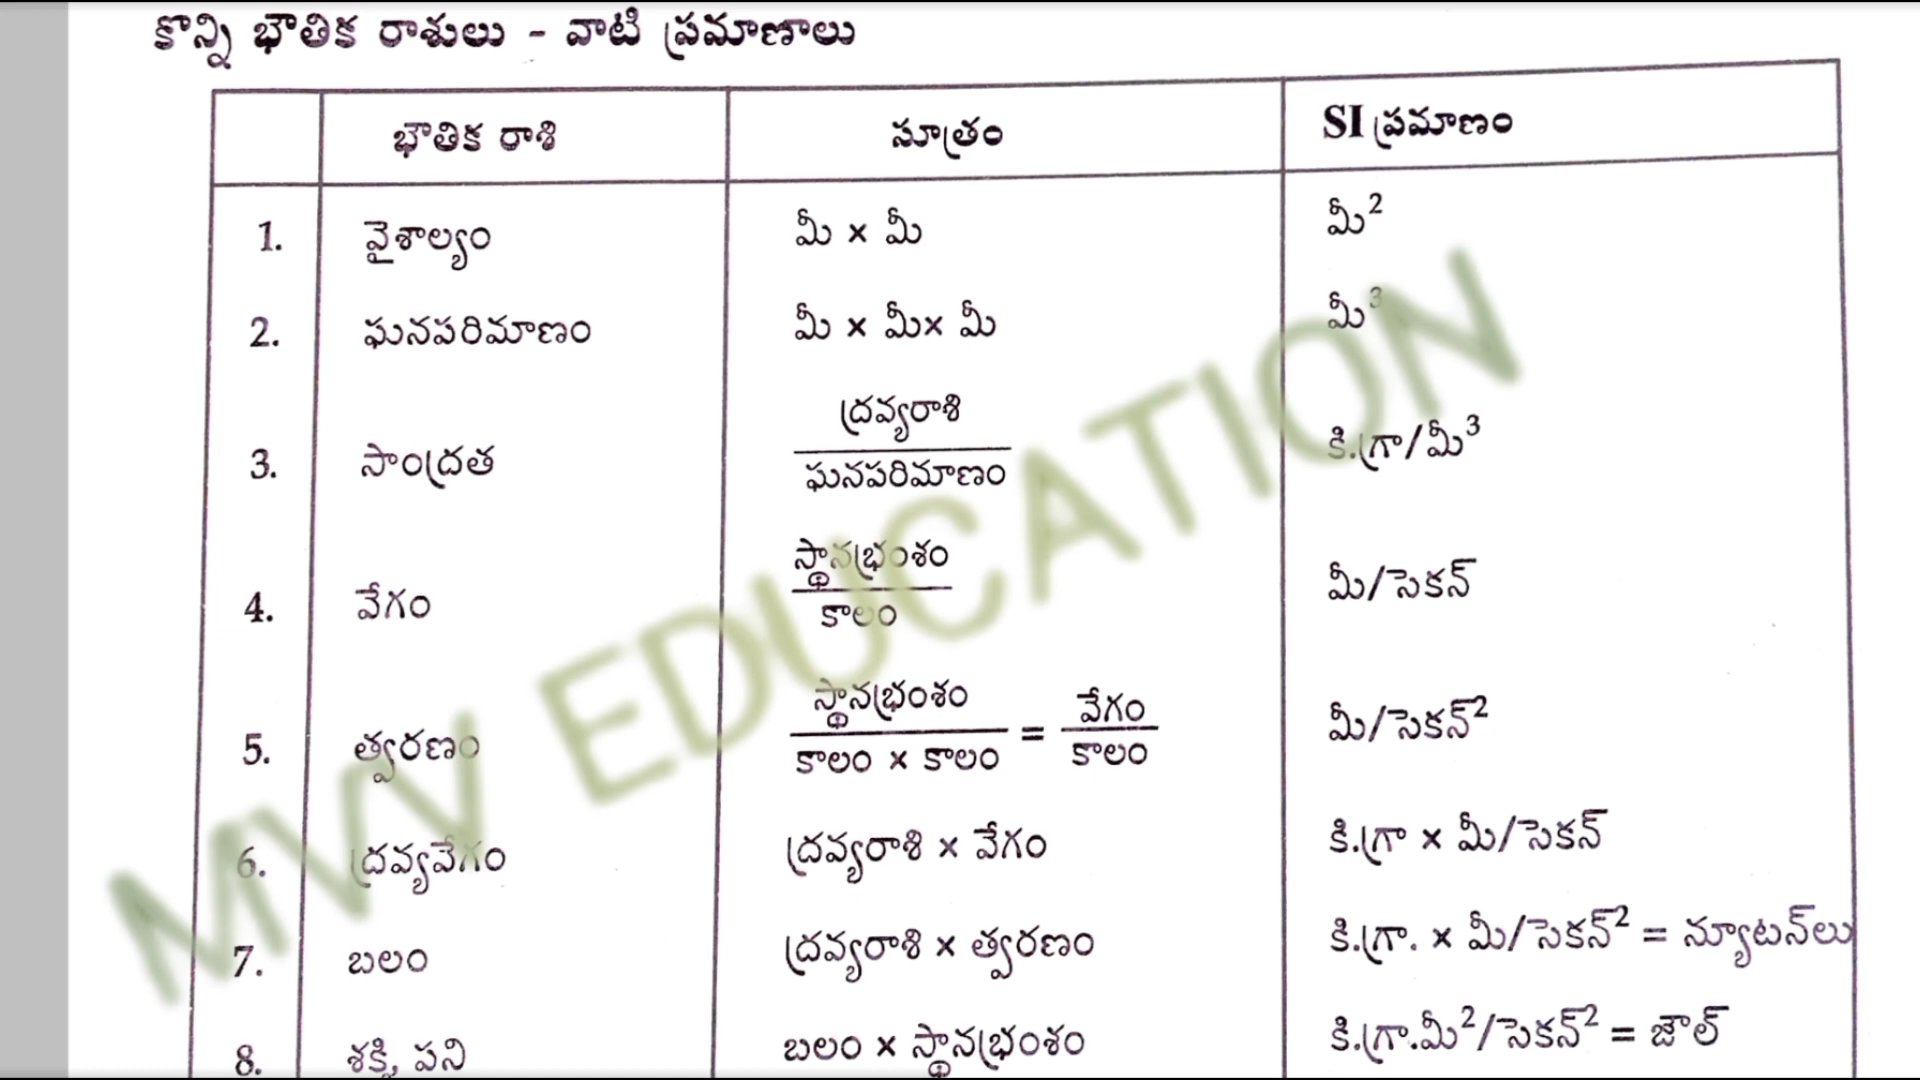 కొన్ని భౌతిక రాశులు - వాటి ప్రమాణాలు
భౌతిక రాశి సూత్రం SI ప్రమాణం
1. వైశాల్యం మీ × మీ మీ²
2. ఘనపరిమాణం మీ × మీ× మీ మీ³
3. సాంద్రత ద్రవ్యరాశి / ఘనపరిమాణం కి.గ్రా/మీ³
4. వేగం స్థానభ్రంశం / కాలం మీ/సెకన్
5. త్వరణం స్థానభ్రంశం / కాలం × కాలం = వేగం / కాలం మీ/సెకన్²
6. ద్రవ్యవేగం ద్రవ్యరాశి × వేగం కి.గ్రా × మీ/సెకన్
7. బలం ద్రవ్యరాశి × త్వరణం కి.గ్రా. × మీ/సెకన్² = న్యూటన్‌లు
8. శక్తి, పని బలం × స్థానభ్రంశం కి.గ్రా.మీ²/సెకన్² = జౌల్
MVV EDUCATION